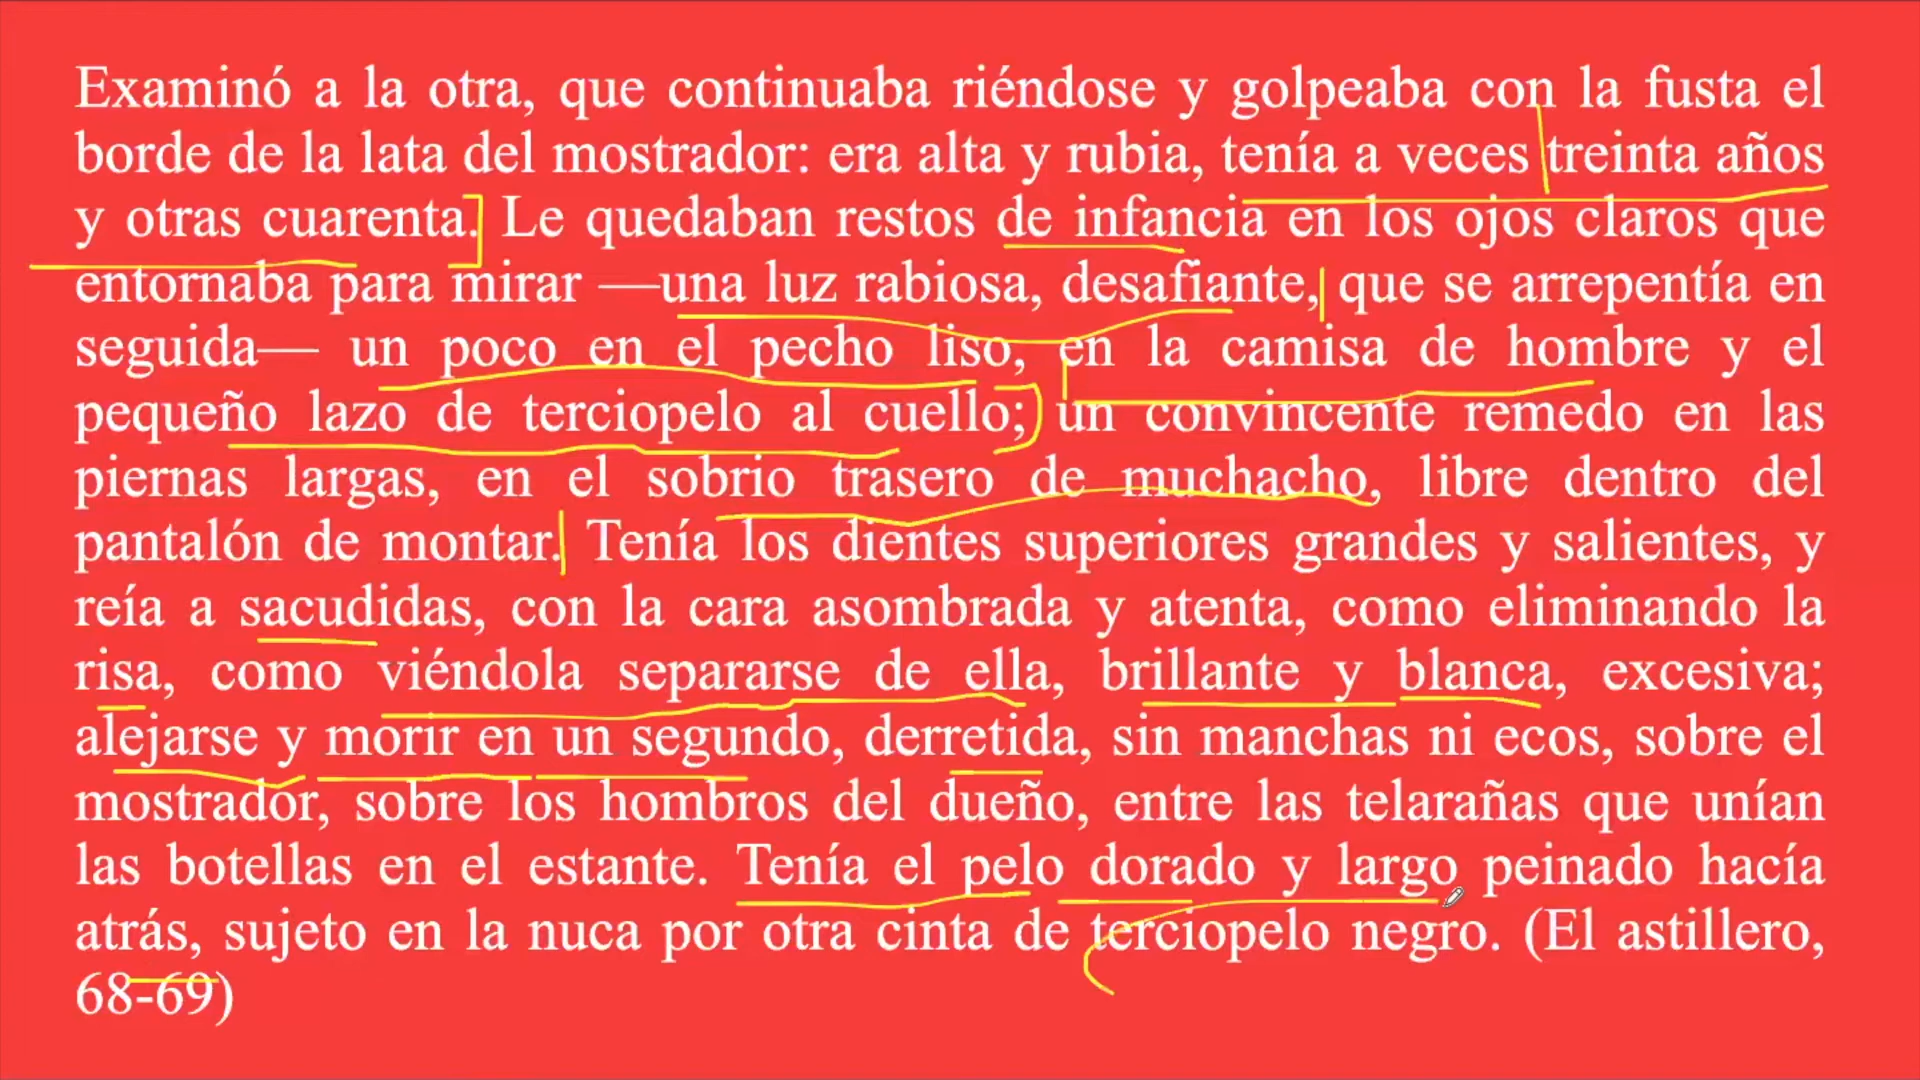 Examinó a la otra, que continuaba riéndose y golpeaba con la fusta el
borde de la lata del mostrador: era alta y rubia, tenía a veces treinta años
y otras cuarenta. Le quedaban restos de infancia en los ojos claros que
entornaba para mirar —una luz rabiosa, desafiante, que se arrepentía en
seguida— un poco en el pecho liso, en la camisa de hombre y el
pequeño lazo de terciopelo al cuello; un convincente remedo en las
piernas largas, en el sobrio trasero de muchacho, libre dentro del
pantalón de montar. Tenía los dientes superiores grandes y salientes, y
reía a sacudidas, con la cara asombrada y atenta, como eliminando la
risa, como viéndola separarse de ella, brillante y blanca, excesiva;
alejarse y morir en un segundo, derretida, sin manchas ni ecos, sobre el
mostrador, sobre los hombros del dueño, entre las telarañas que unían
las botellas en el estante. Tenía el pelo dorado y largo peinado hacía
atrás, sujeto en la nuca por otra cinta de terciopelo negro. (El astillero,
68-69)